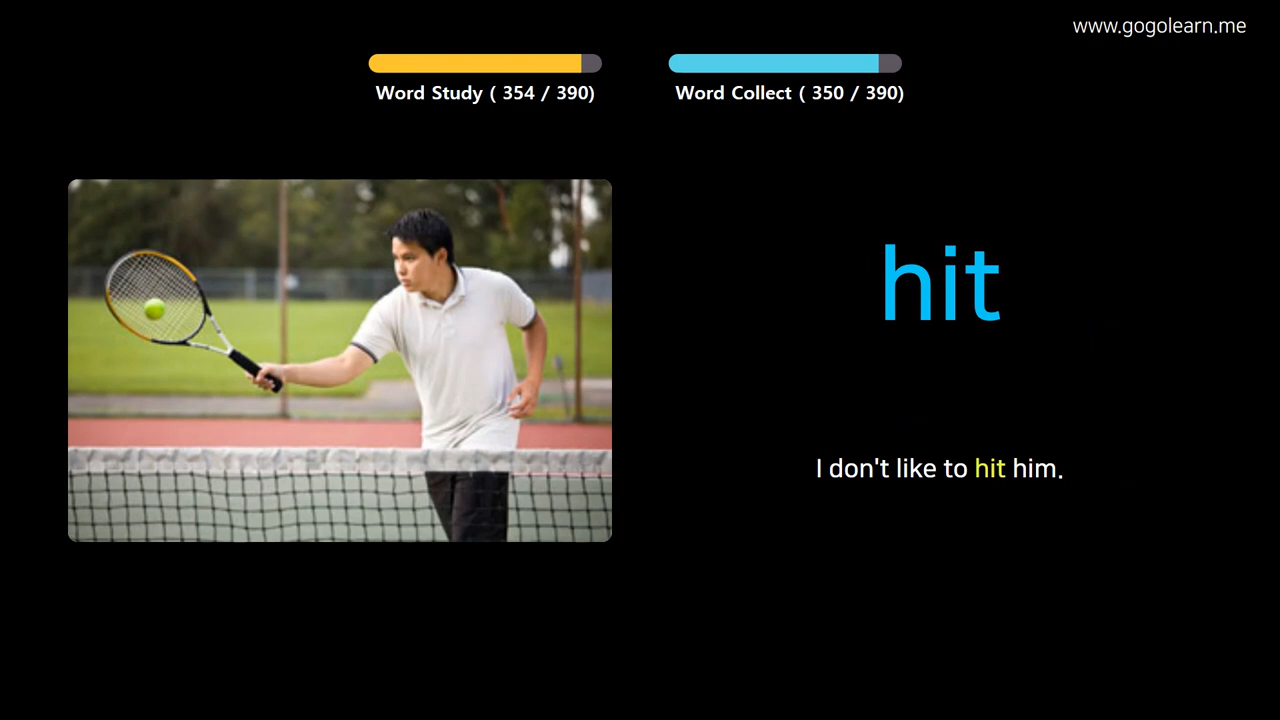 www.gogolearn.me
Word Study ( 354 / 390)
Word Collect ( 350 / 390)
hit
I don't like to hit him.